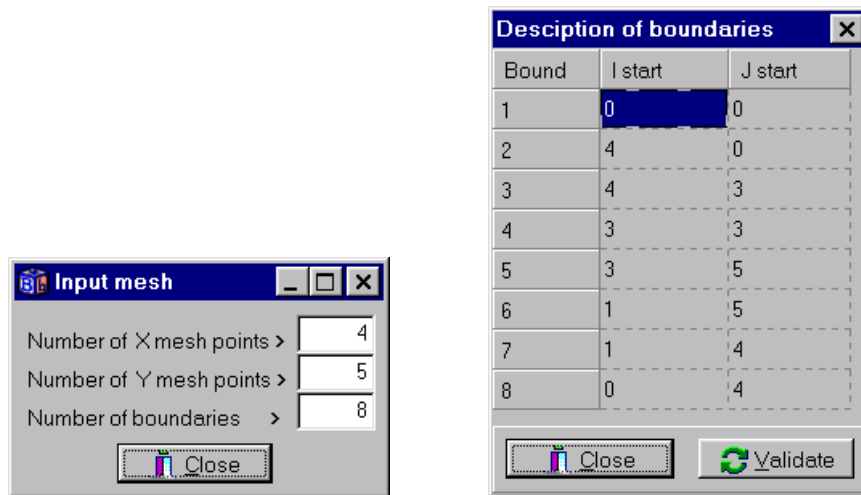 Input mesh
Number of X mesh points > 4
Number of Y mesh points > 5
Number of boundaries > 8
Close
Desciption of boundaries
Bound I start J start
1 0 0
2 4 0
3 4 3
4 3 3
5 3 5
6 1 5
7 1 4
8 0 4
Close Validate